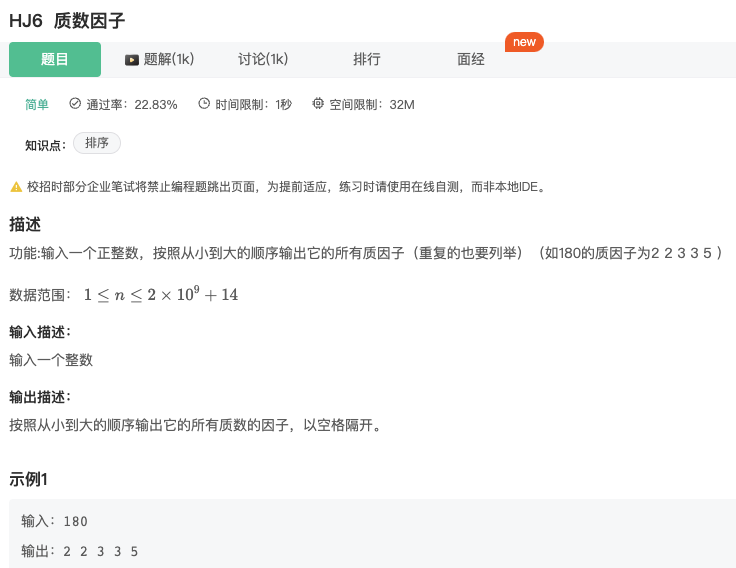 HJ6 质数因子
new
题目 题解(1k) 讨论(1k) 排行 面经
简单 通过率：22.83% 时间限制：1秒 空间限制：32M
知识点： 排序
校招时部分企业笔试将禁止编程题跳出页面，为提前适应，练习时请使用在线自测，而非本地IDE。
描述
功能:输入一个正整数，按照从小到大的顺序输出它的所有质因子（重复的也要列举）（如180的质因子为2 2 3 3 5 ）
数据范围： 1 ≤ n ≤ 2 × 10⁹ + 14
输入描述：
输入一个整数
输出描述：
按照从小到大的顺序输出它的所有质数的因子，以空格隔开。
示例1
输入：180
输出：2 2 3 3 5